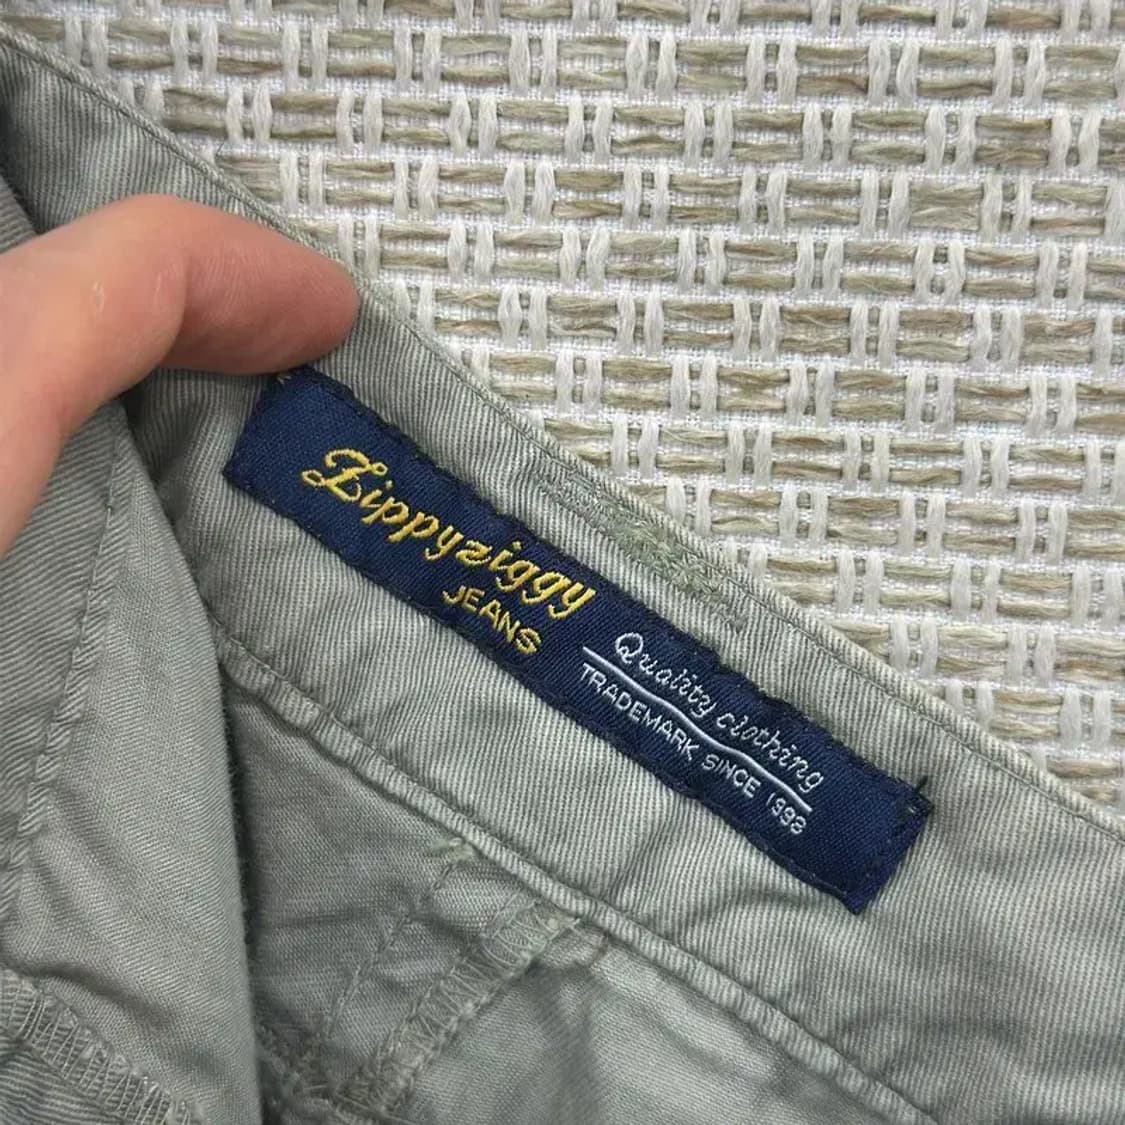 Zippyziggy
JEANS
Quality clothing
TRADEMARK SINCE 1998